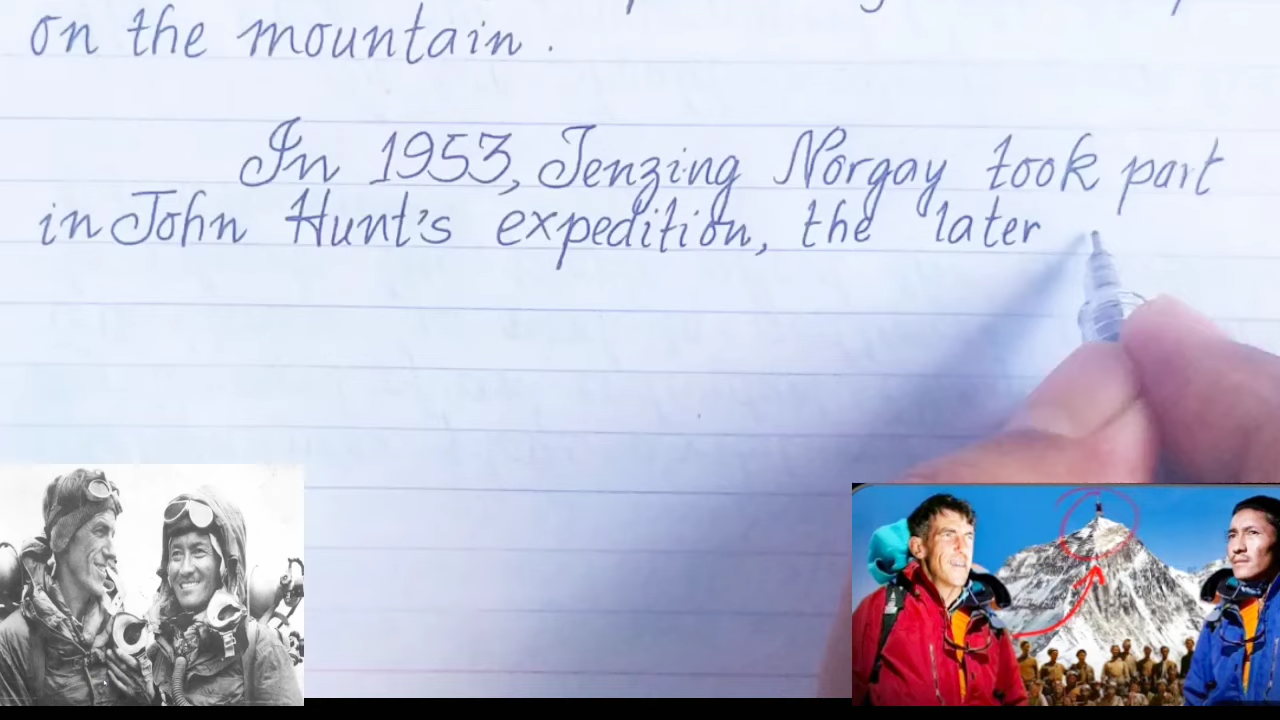 on the mountain.
In 1953, Tenzing Norgay took part
in John Hunt's expedition, the later